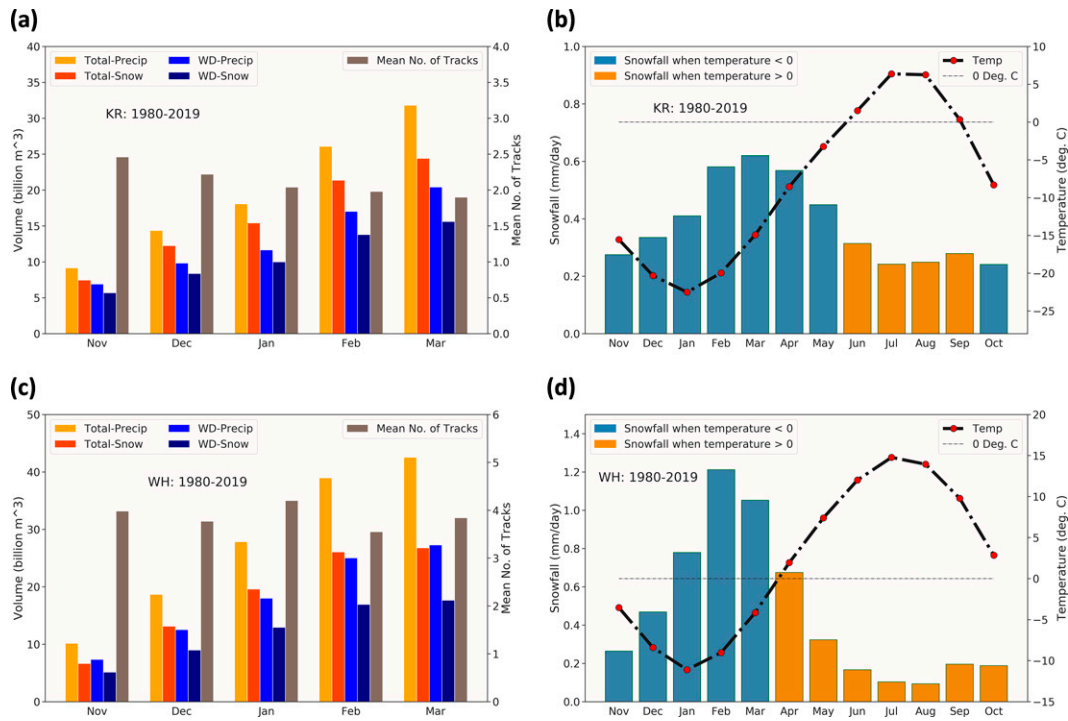 (a)
Total-Precip
Total-Snow
WD-Precip
WD-Snow
Mean No. of Tracks
KR: 1980-2019
Volume (billion m^3)
40
35
30
25
20
15
10
5
0
Mean No. of Tracks
4.0
3.5
3.0
2.5
2.0
1.5
1.0
0.5
0.0
Nov Dec Jan Feb Mar
(b)
Snowfall when temperature < 0
Snowfall when temperature > 0
Temp
0 Deg. C
KR: 1980-2019
Snowfall (mm/day)
1.0
0.8
0.6
0.4
0.2
0.0
Temperature (deg. C)
10
5
0
−5
−10
−15
−20
−25
Nov Dec Jan Feb Mar Apr May Jun Jul Aug Sep Oct
(c)
Total-Precip
Total-Snow
WD-Precip
WD-Snow
Mean No. of Tracks
WH: 1980-2019
Volume (billion m^3)
50
40
30
20
10
0
Mean No. of Tracks
6
5
4
3
2
1
0
Nov Dec Jan Feb Mar
(d)
Snowfall when temperature < 0
Snowfall when temperature > 0
Temp
0 Deg. C
WH: 1980-2019
Snowfall (mm/day)
1.4
1.2
1.0
0.8
0.6
0.4
0.2
0.0
Temperature (deg. C)
20
15
10
5
0
−5
−10
−15
Nov Dec Jan Feb Mar Apr May Jun Jul Aug Sep Oct